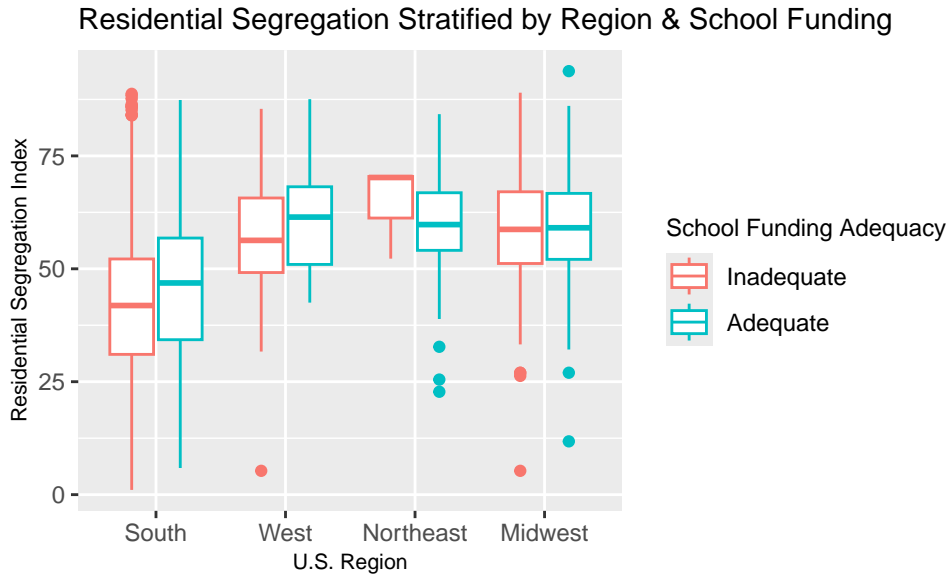 Residential Segregation Stratified by Region & School Funding
Residential Segregation Index
75
50
25
0
South
West
Northeast
Midwest
U.S. Region
School Funding Adequacy
Inadequate
Adequate